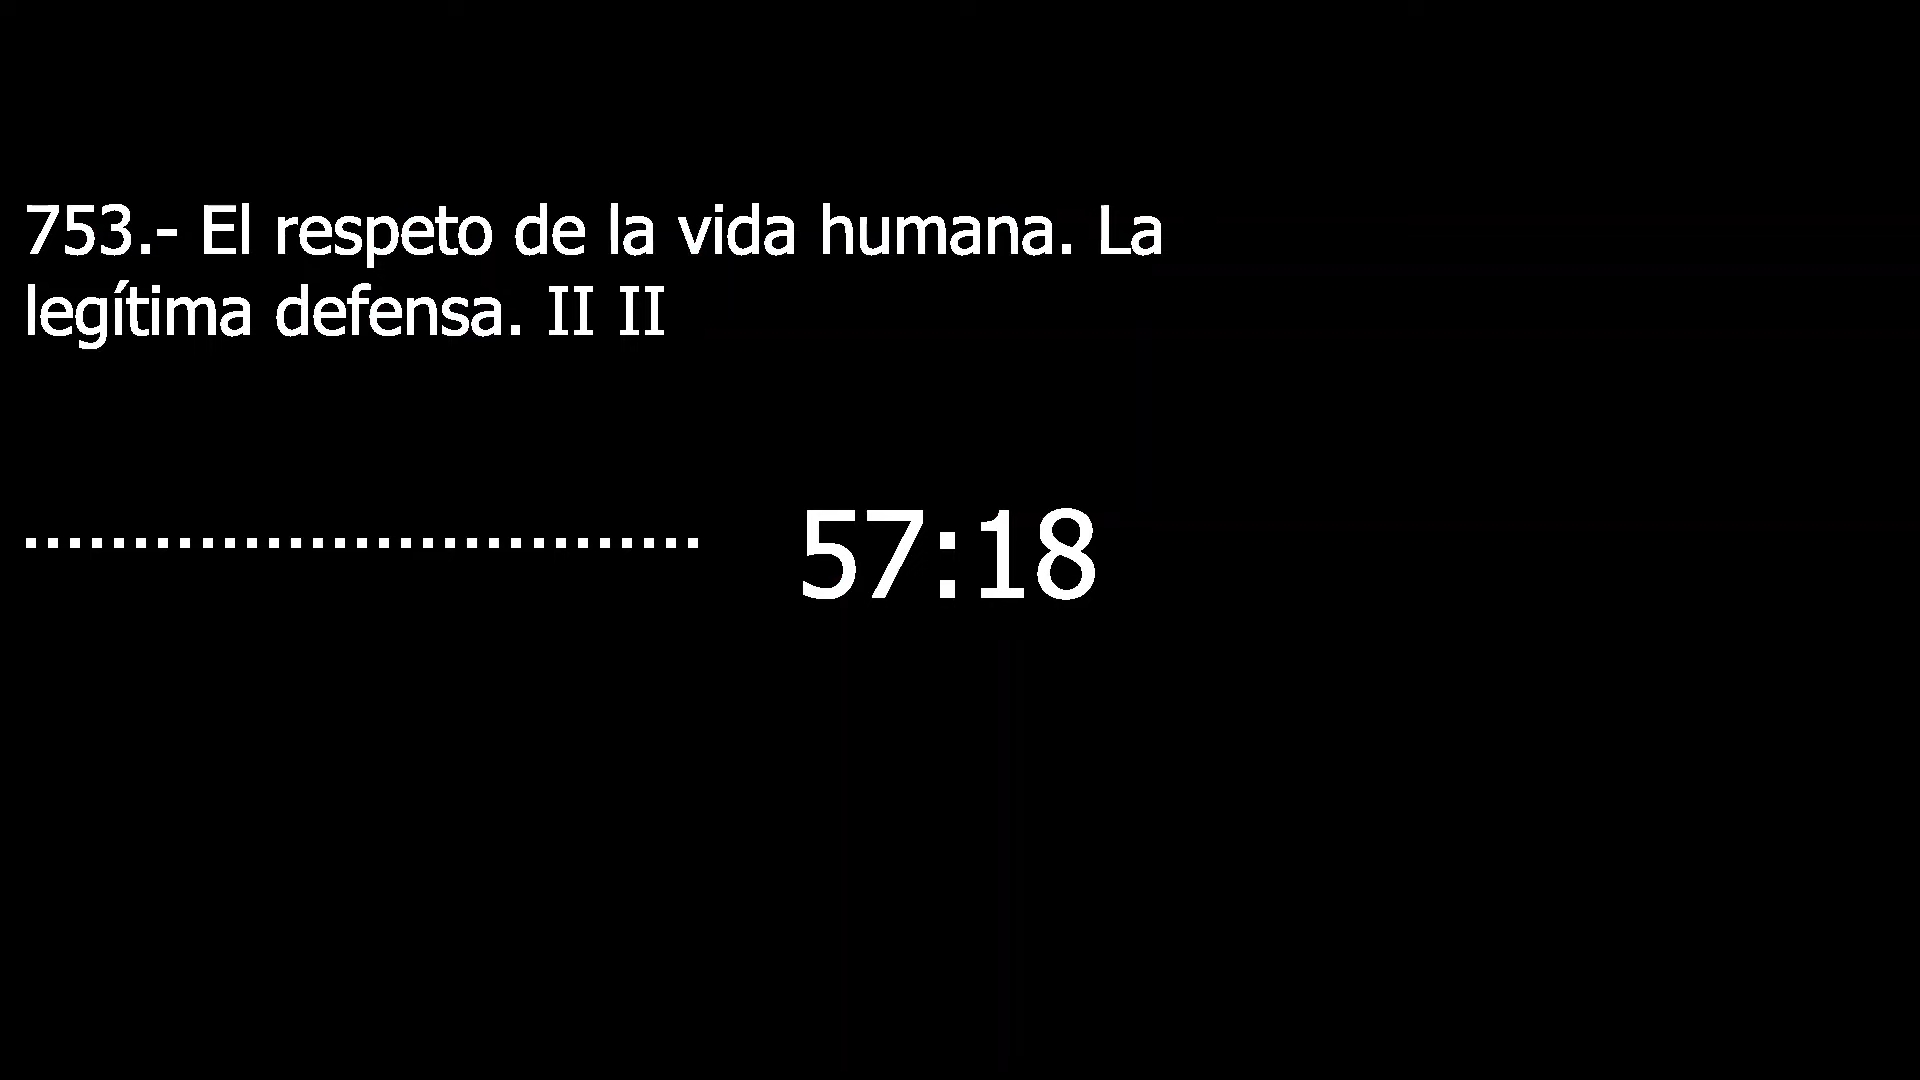 753.- El respeto de la vida humana. La
legítima defensa. II II
............................... 57:18